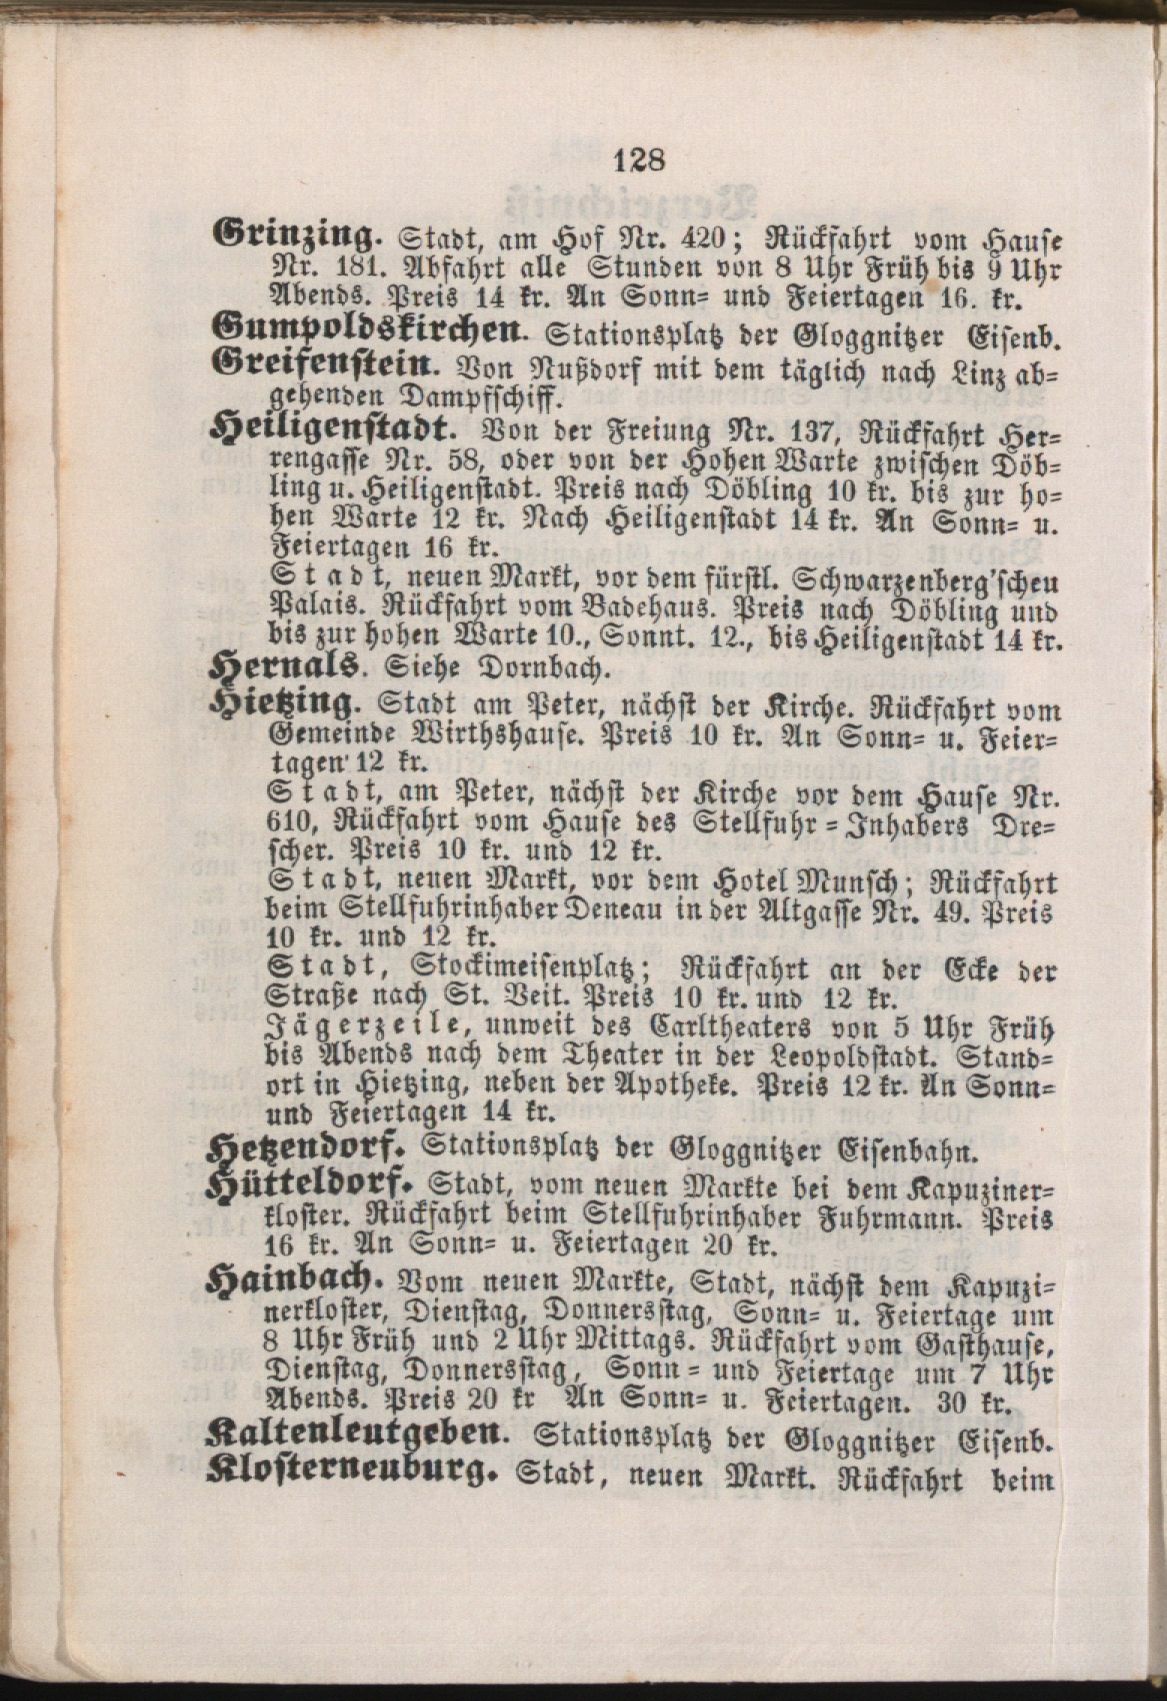 128
Grinzing. Stadt, am Hof Nr. 420; Rückfahrt vom Hause
Nr. 181. Abfahrt alle Stunden von 8 Uhr Früh bis 9 Uhr
Abends. Preis 14 kr. An Sonn= und Feiertagen 16. kr.
Gumpoldskirchen. Stationsplatz der Gloggnitzer Eisenb.
Greifenstein. Von Nußdorf mit dem täglich nach Linz ab=
gehenden Dampfschiff.
Heiligenstadt. Von der Freiung Nr. 137, Rückfahrt Her=
rengasse Nr. 58, oder von der Hohen Warte zwischen Döb=
ling u. Heiligenstadt. Preis nach Döbling 10 kr. bis zur ho=
hen Warte 12 kr. Nach Heiligenstadt 14 kr. An Sonn= u.
Feiertagen 16 kr.
Stadt, neuen Markt, vor dem fürstl. Schwarzenberg'scheu
Palais. Rückfahrt vom Badehaus. Preis nach Döbling und
bis zur hohen Warte 10., Sonnt. 12., bis Heiligenstadt 14 kr.
Hernals. Siehe Dornbach.
Hietzing. Stadt am Peter, nächst der Kirche. Rückfahrt vom
Gemeinde Wirthshause. Preis 10 kr. An Sonn= u. Feier=
tagen 12 kr.
Stadt, am Peter, nächst der Kirche vor dem Hause Nr.
610, Rückfahrt vom Hause des Stellfuhr=Inhabers Dre=
scher. Preis 10 kr. und 12 kr.
Stadt, neuen Markt, vor dem Hotel Munsch; Rückfahrt
beim Stellfuhrinhaber Deneau in der Altgasse Nr. 49. Preis
10 kr. und 12 kr.
Stadt, Stockimeisenplatz; Rückfahrt an der Ecke der
Straße nach St. Veit. Preis 10 kr. und 12 kr.
Jägerzeile, unweit des Carltheaters von 5 Uhr Früh
bis Abends nach dem Theater in der Leopoldstadt. Stand=
ort in Hietzing, neben der Apotheke. Preis 12 kr. An Sonn=
und Feiertagen 14 kr.
Hetzendorf. Stationsplatz der Gloggnitzer Eisenbahn.
Hütteldorf. Stadt, vom neuen Markte bei dem Kapuziner=
kloster. Rückfahrt beim Stellfuhrinhaber Fuhrmann. Preis
16 kr. An Sonn= u. Feiertagen 20 kr.
Hainbach. Vom neuen Markte, Stadt, nächst dem Kapuzi=
nerkloster, Dienstag, Donnersstag, Sonn= u. Feiertage um
8 Uhr Früh und 2 Uhr Mittags. Rückfahrt vom Gasthause,
Dienstag, Donnersstag, Sonn= und Feiertage um 7 Uhr
Abends. Preis 20 kr An Sonn= u. Feiertagen. 30 kr.
Kaltenleutgeben. Stationsplatz der Gloggnitzer Eisenb.
Klosterneuburg. Stadt, neuen Markt. Rückfahrt beim